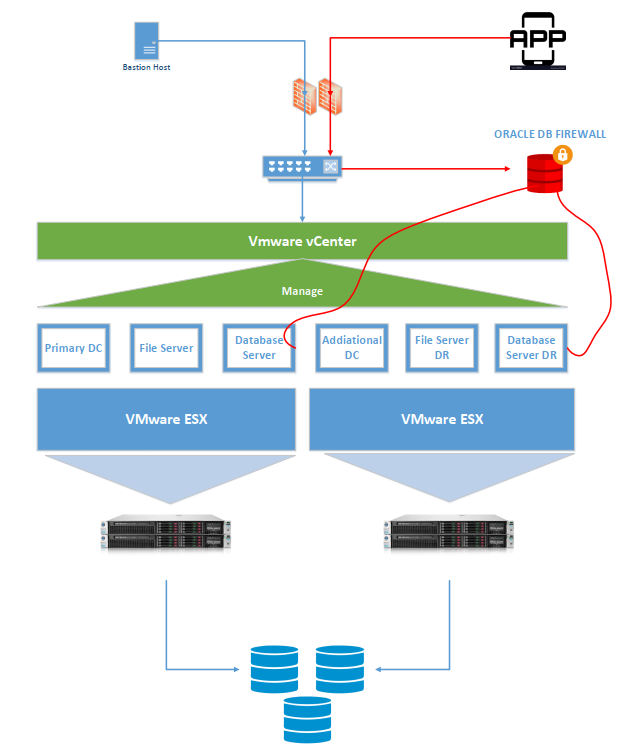 APP
Bastion Host
ORACLE DB FIREWALL
Vmware vCenter
Manage
Primary DC
File Server
Database
Server
Addiational
DC
File Server
DR
Database
Server DR
VMware ESX
VMware ESX